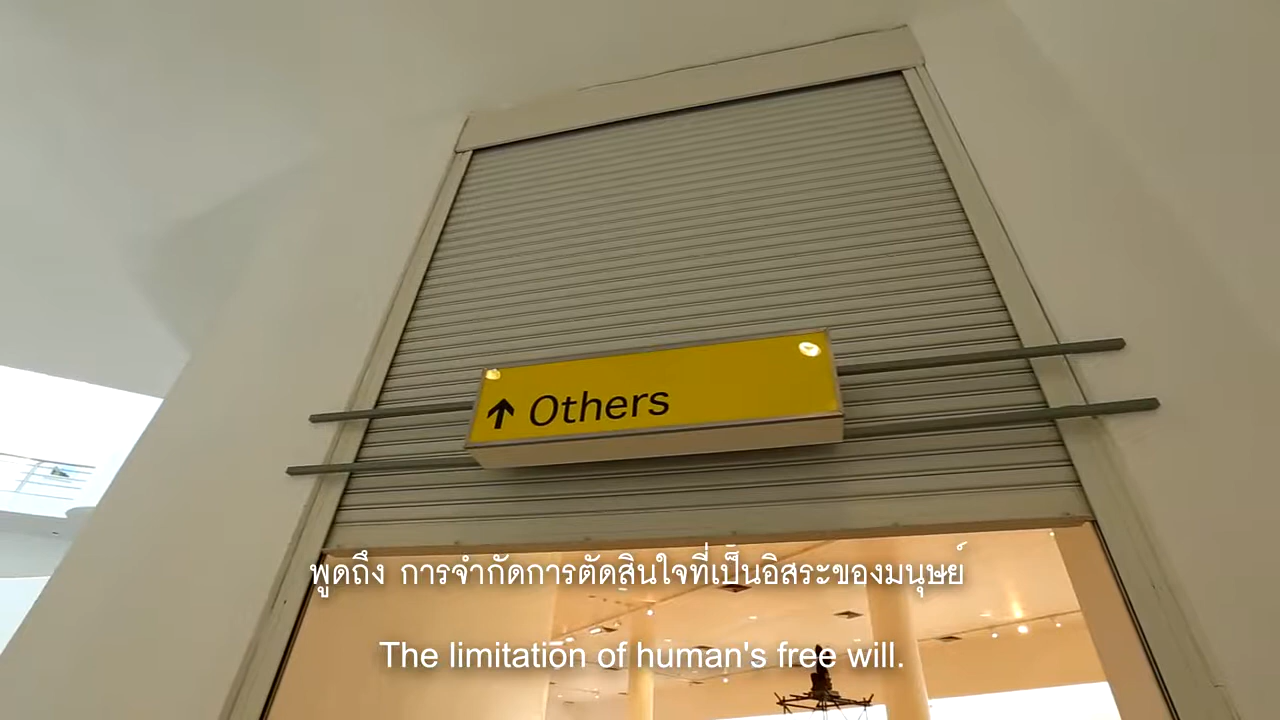 ↑ Others
พูดถึง การจำกัดการตัดสินใจที่เป็นอิสระของมนุษย์
The limitation of human's free will.